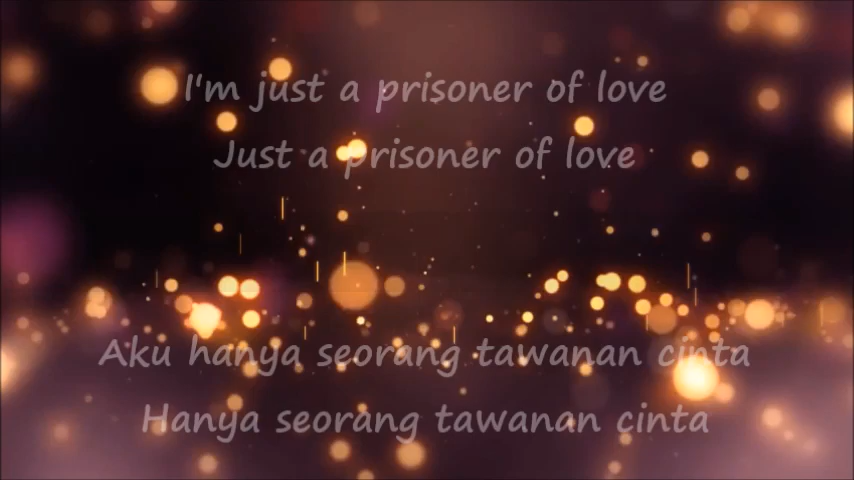 I'm just a prisoner of love
Just a prisoner of love
Aku hanya seorang tawanan cinta
Hanya seorang tawanan cinta